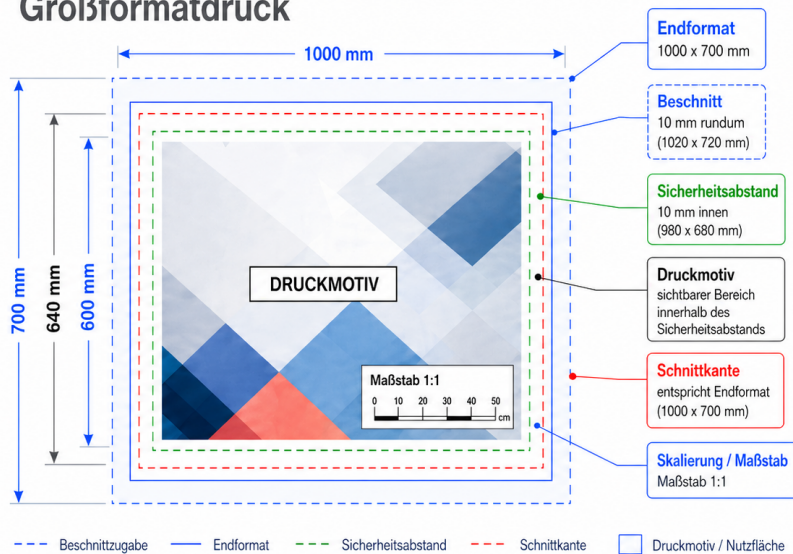 Großformatdruck
1000 mm
700 mm
640 mm
600 mm
DRUCKMOTIV
Maßstab 1:1
0 10 20 30 40 50
cm
Endformat
1000 x 700 mm
Beschnitt
10 mm rundum
(1020 x 720 mm)
Sicherheitsabstand
10 mm innen
(980 x 680 mm)
Druckmotiv
sichtbarer Bereich
innerhalb des
Sicherheitsabstands
Schnittkante
entspricht Endformat
(1000 x 700 mm)
Skalierung / Maßstab
Maßstab 1:1
Beschnittzugabe
Endformat
Sicherheitsabstand
Schnittkante
Druckmotiv / Nutzfläche